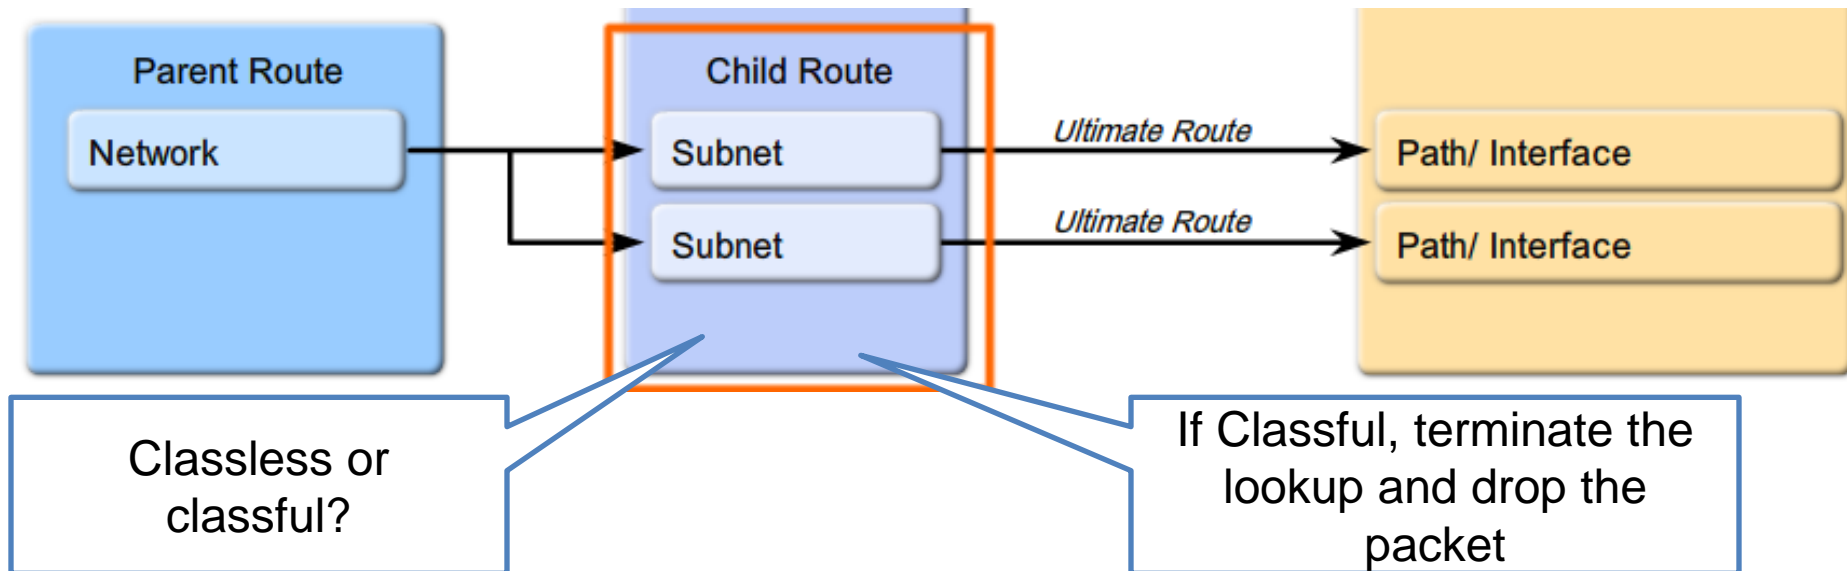 Parent Route
Network
Child Route
Subnet
Subnet
Ultimate Route
Ultimate Route
Path/ Interface
Path/ Interface
Classless or
classful?
If Classful, terminate the
lookup and drop the
packet